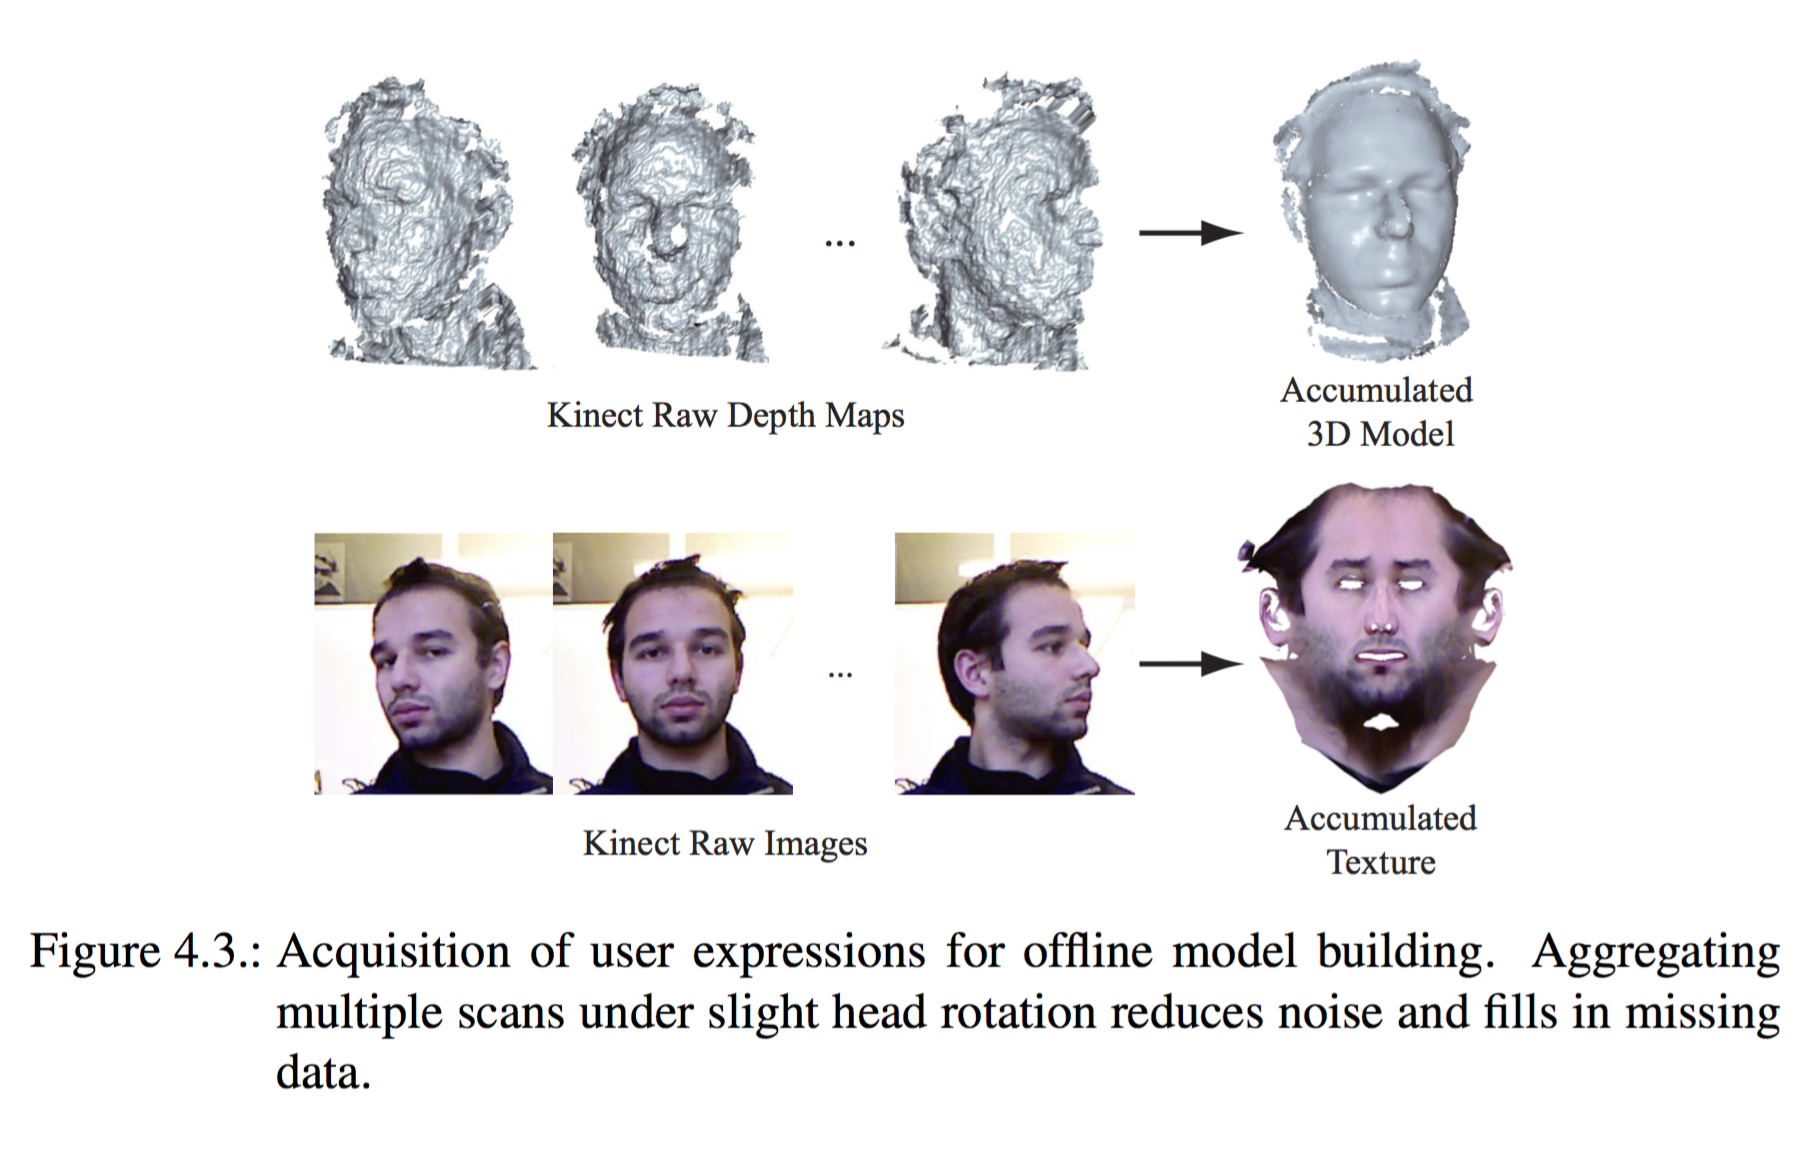 ...
Kinect Raw Depth Maps
Accumulated
3D Model
...
Kinect Raw Images
Accumulated
Texture
Figure 4.3.: Acquisition of user expressions for offline model building. Aggregating
multiple scans under slight head rotation reduces noise and fills in missing
data.